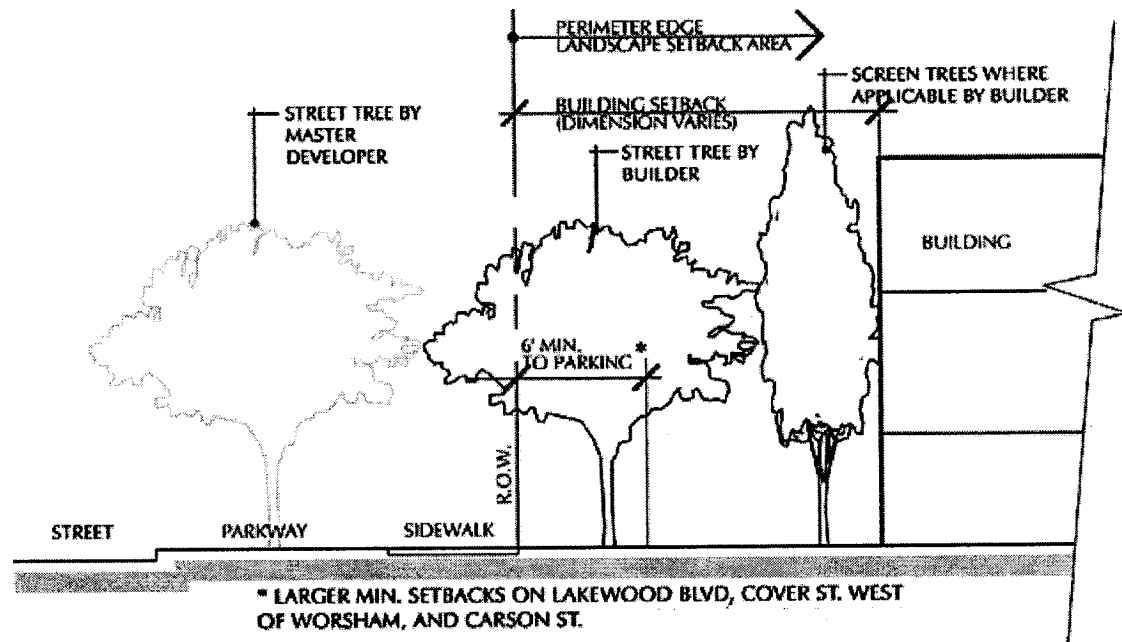 PERIMETER EDGE
LANDSCAPE SETBACK AREA
SCREEN TREES WHERE
APPLICABLE BY BUILDER
BUILDING SETBACK
(DIMENSION VARIES)
STREET TREE BY
MASTER
DEVELOPER
STREET TREE BY
BUILDER
BUILDING
6' MIN. *
TO PARKING
R.O.W.
STREET
PARKWAY
SIDEWALK
* LARGER MIN. SETBACKS ON LAKEWOOD BLVD, COVER ST. WEST
OF WORSHAM, AND CARSON ST.